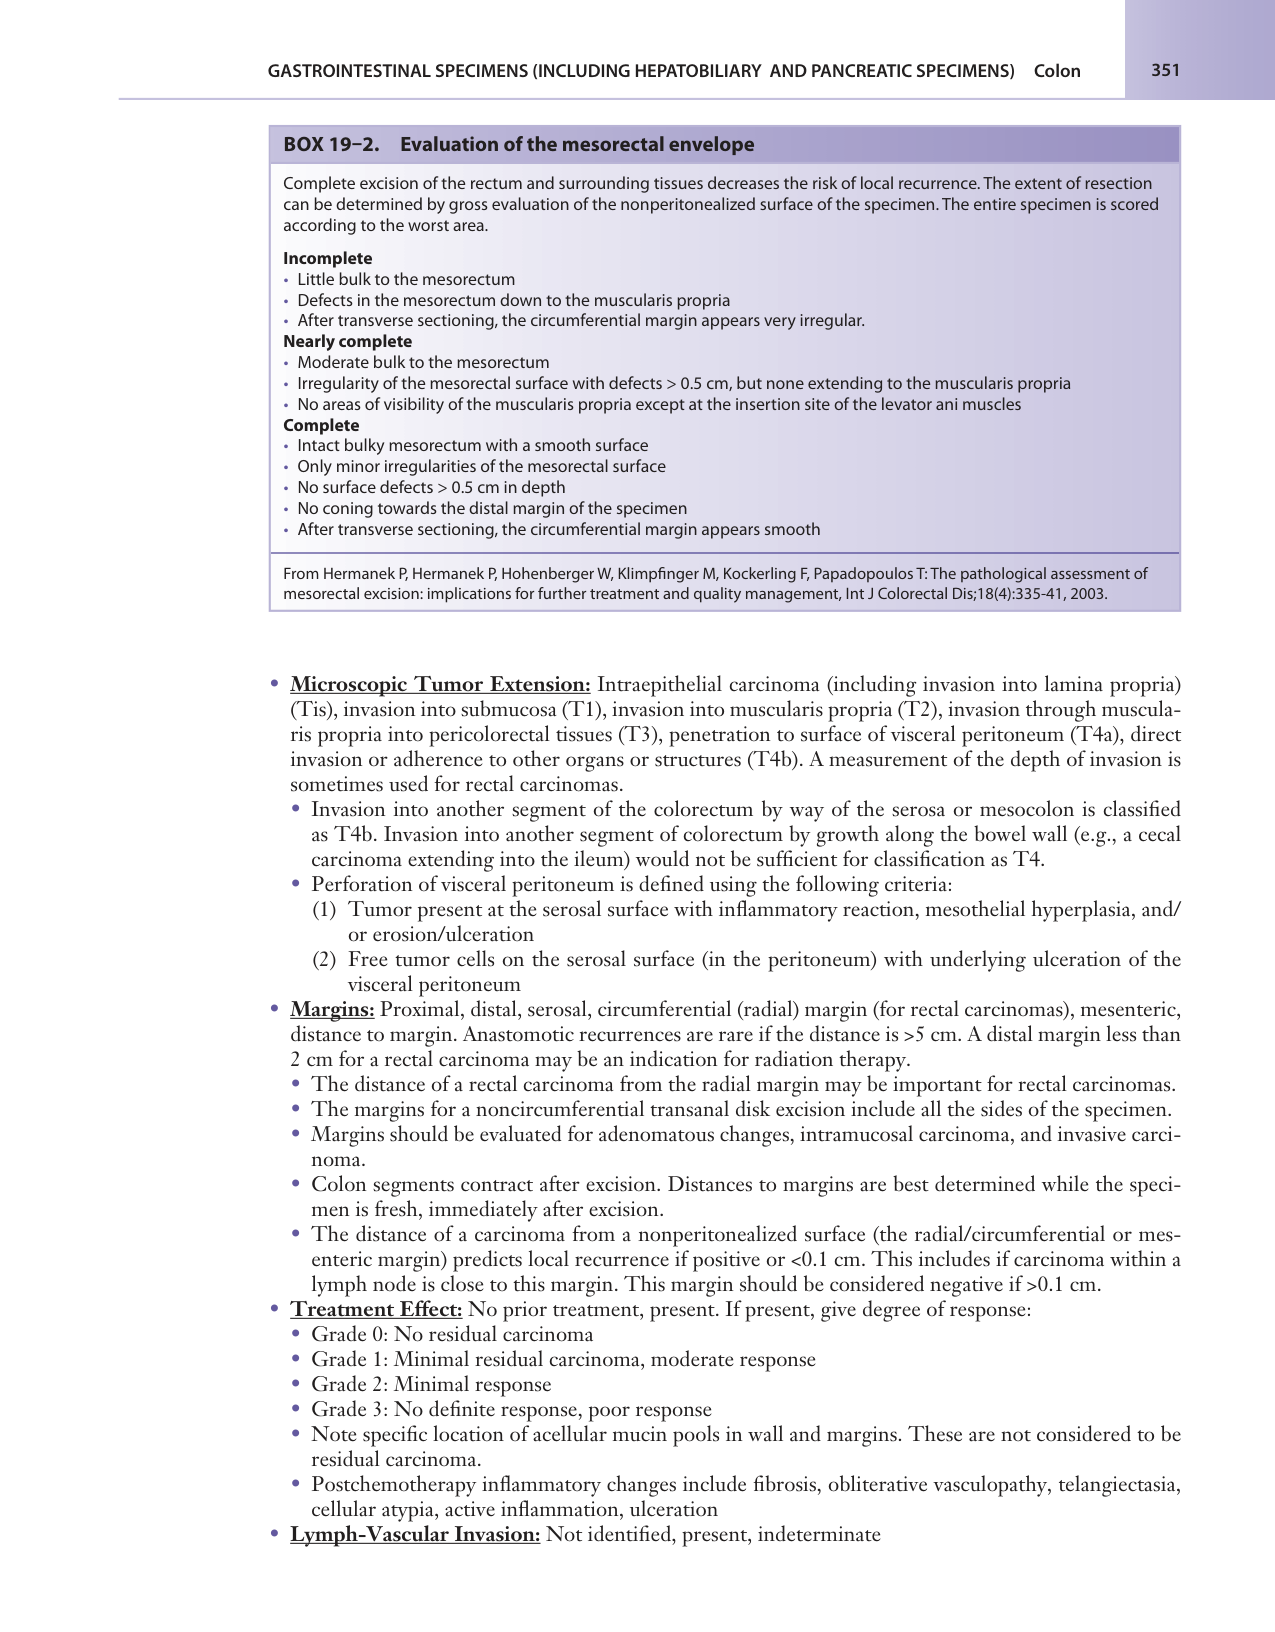 GASTROINTESTINAL SPECIMENS (INCLUDING HEPATOBILIARY AND PANCREATIC SPECIMENS) Colon 351
BOX 19–2. Evaluation of the mesorectal envelope
Complete excision of the rectum and surrounding tissues decreases the risk of local recurrence. The extent of resection
can be determined by gross evaluation of the nonperitonealized surface of the specimen. The entire specimen is scored
according to the worst area.
Incomplete
• Little bulk to the mesorectum
• Defects in the mesorectum down to the muscularis propria
• After transverse sectioning, the circumferential margin appears very irregular.
Nearly complete
• Moderate bulk to the mesorectum
• Irregularity of the mesorectal surface with defects > 0.5 cm, but none extending to the muscularis propria
• No areas of visibility of the muscularis propria except at the insertion site of the levator ani muscles
Complete
• Intact bulky mesorectum with a smooth surface
• Only minor irregularities of the mesorectal surface
• No surface defects > 0.5 cm in depth
• No coning towards the distal margin of the specimen
• After transverse sectioning, the circumferential margin appears smooth
From Hermanek P, Hermanek P, Hohenberger W, Klimpfinger M, Kockerling F, Papadopoulos T: The pathological assessment of
mesorectal excision: implications for further treatment and quality management, Int J Colorectal Dis;18(4):335-41, 2003.
• Microscopic Tumor Extension: Intraepithelial carcinoma (including invasion into lamina propria)
(Tis), invasion into submucosa (T1), invasion into muscularis propria (T2), invasion through muscula-
ris propria into pericolorectal tissues (T3), penetration to surface of visceral peritoneum (T4a), direct
invasion or adherence to other organs or structures (T4b). A measurement of the depth of invasion is
sometimes used for rectal carcinomas.
• Invasion into another segment of the colorectum by way of the serosa or mesocolon is classified
as T4b. Invasion into another segment of colorectum by growth along the bowel wall (e.g., a cecal
carcinoma extending into the ileum) would not be sufficient for classification as T4.
• Perforation of visceral peritoneum is defined using the following criteria:
(1) Tumor present at the serosal surface with inflammatory reaction, mesothelial hyperplasia, and/
or erosion/ulceration
(2) Free tumor cells on the serosal surface (in the peritoneum) with underlying ulceration of the
visceral peritoneum
• Margins: Proximal, distal, serosal, circumferential (radial) margin (for rectal carcinomas), mesenteric,
distance to margin. Anastomotic recurrences are rare if the distance is >5 cm. A distal margin less than
2 cm for a rectal carcinoma may be an indication for radiation therapy.
• The distance of a rectal carcinoma from the radial margin may be important for rectal carcinomas.
• The margins for a noncircumferential transanal disk excision include all the sides of the specimen.
• Margins should be evaluated for adenomatous changes, intramucosal carcinoma, and invasive carci-
noma.
• Colon segments contract after excision. Distances to margins are best determined while the speci-
men is fresh, immediately after excision.
• The distance of a carcinoma from a nonperitonealized surface (the radial/circumferential or mes-
enteric margin) predicts local recurrence if positive or <0.1 cm. This includes if carcinoma within a
lymph node is close to this margin. This margin should be considered negative if >0.1 cm.
• Treatment Effect: No prior treatment, present. If present, give degree of response:
• Grade 0: No residual carcinoma
• Grade 1: Minimal residual carcinoma, moderate response
• Grade 2: Minimal response
• Grade 3: No definite response, poor response
• Note specific location of acellular mucin pools in wall and margins. These are not considered to be
residual carcinoma.
• Postchemotherapy inflammatory changes include fibrosis, obliterative vasculopathy, telangiectasia,
cellular atypia, active inflammation, ulceration
• Lymph-Vascular Invasion: Not identified, present, indeterminate